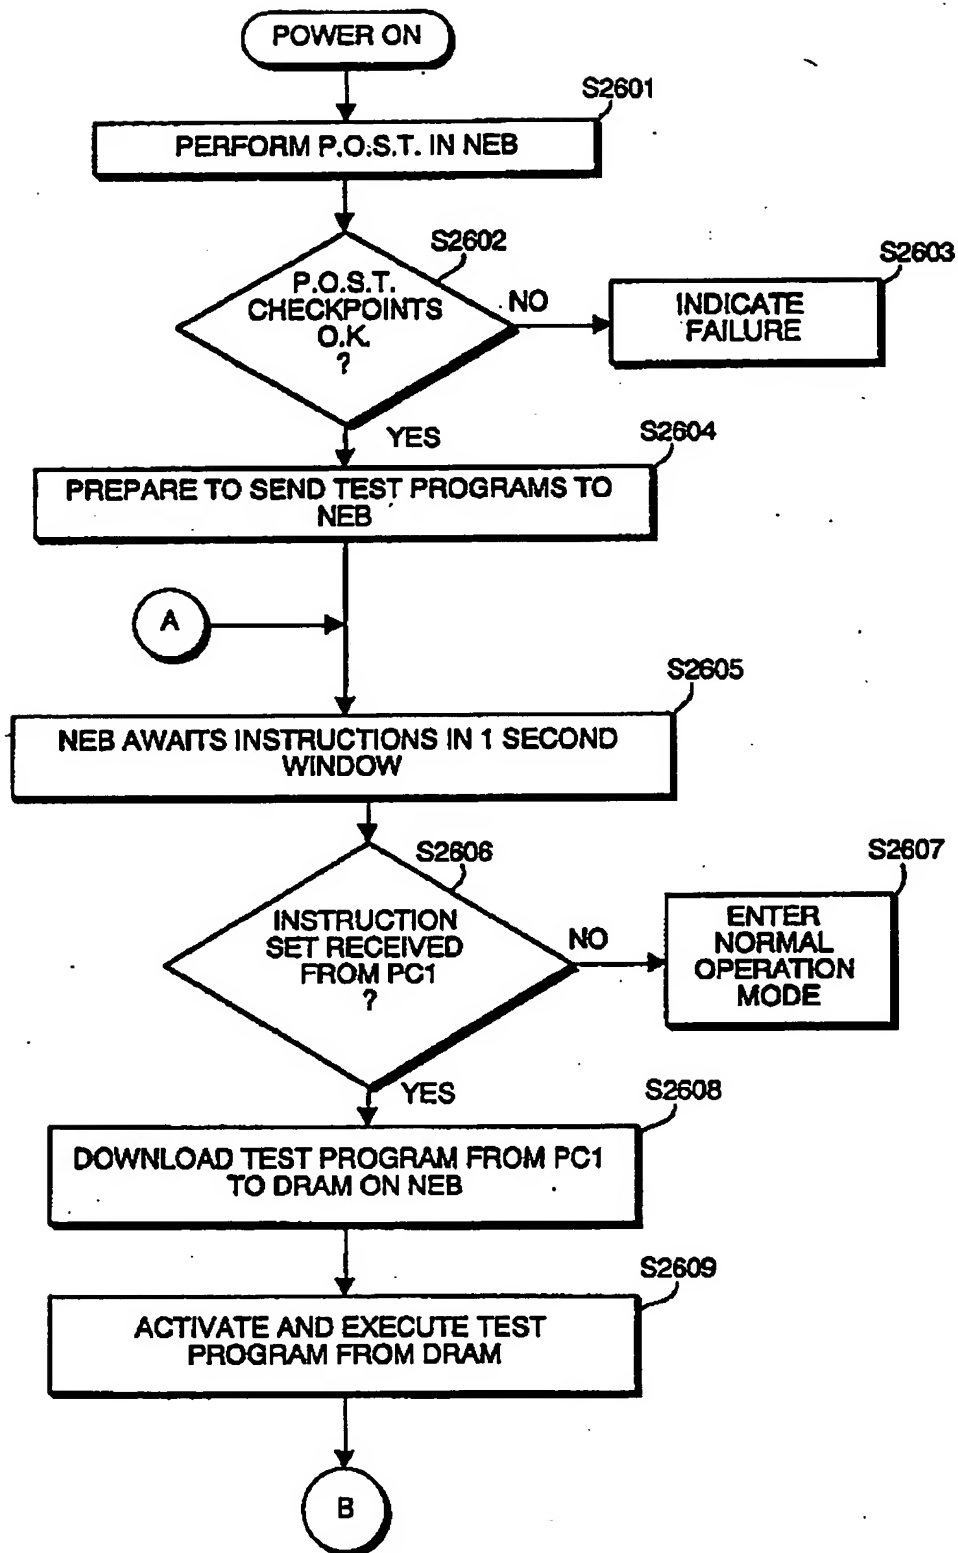 POWER ON
S2601
PERFORM P.O.S.T. IN NEB
S2602
P.O.S.T.
CHECKPOINTS
O.K.
?
NO
S2603
INDICATE
FAILURE
YES
S2604
PREPARE TO SEND TEST PROGRAMS TO
NEB
A
S2605
NEB AWAITS INSTRUCTIONS IN 1 SECOND
WINDOW
S2606
INSTRUCTION
SET RECEIVED
FROM PC1
?
NO
S2607
ENTER
NORMAL
OPERATION
MODE
YES
S2608
DOWNLOAD TEST PROGRAM FROM PC1
TO DRAM ON NEB
S2609
ACTIVATE AND EXECUTE TEST
PROGRAM FROM DRAM
B